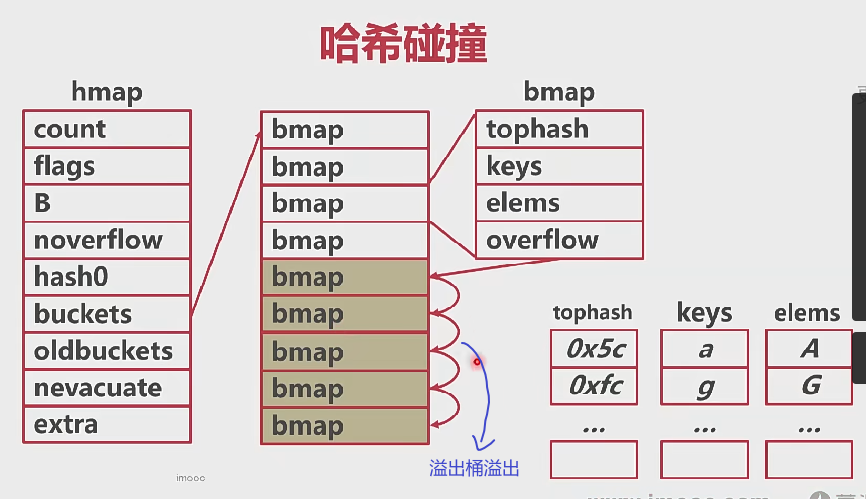 哈希碰撞
hmap
count
flags
B
noverflow
hash0
buckets
oldbuckets
nevacuate
extra
bmap
bmap
bmap
bmap
bmap
bmap
bmap
bmap
bmap
bmap
tophash
keys
elems
overflow
tophash keys elems
0x5c a A
0xfc g G
... ... ...
溢出桶溢出
imooc